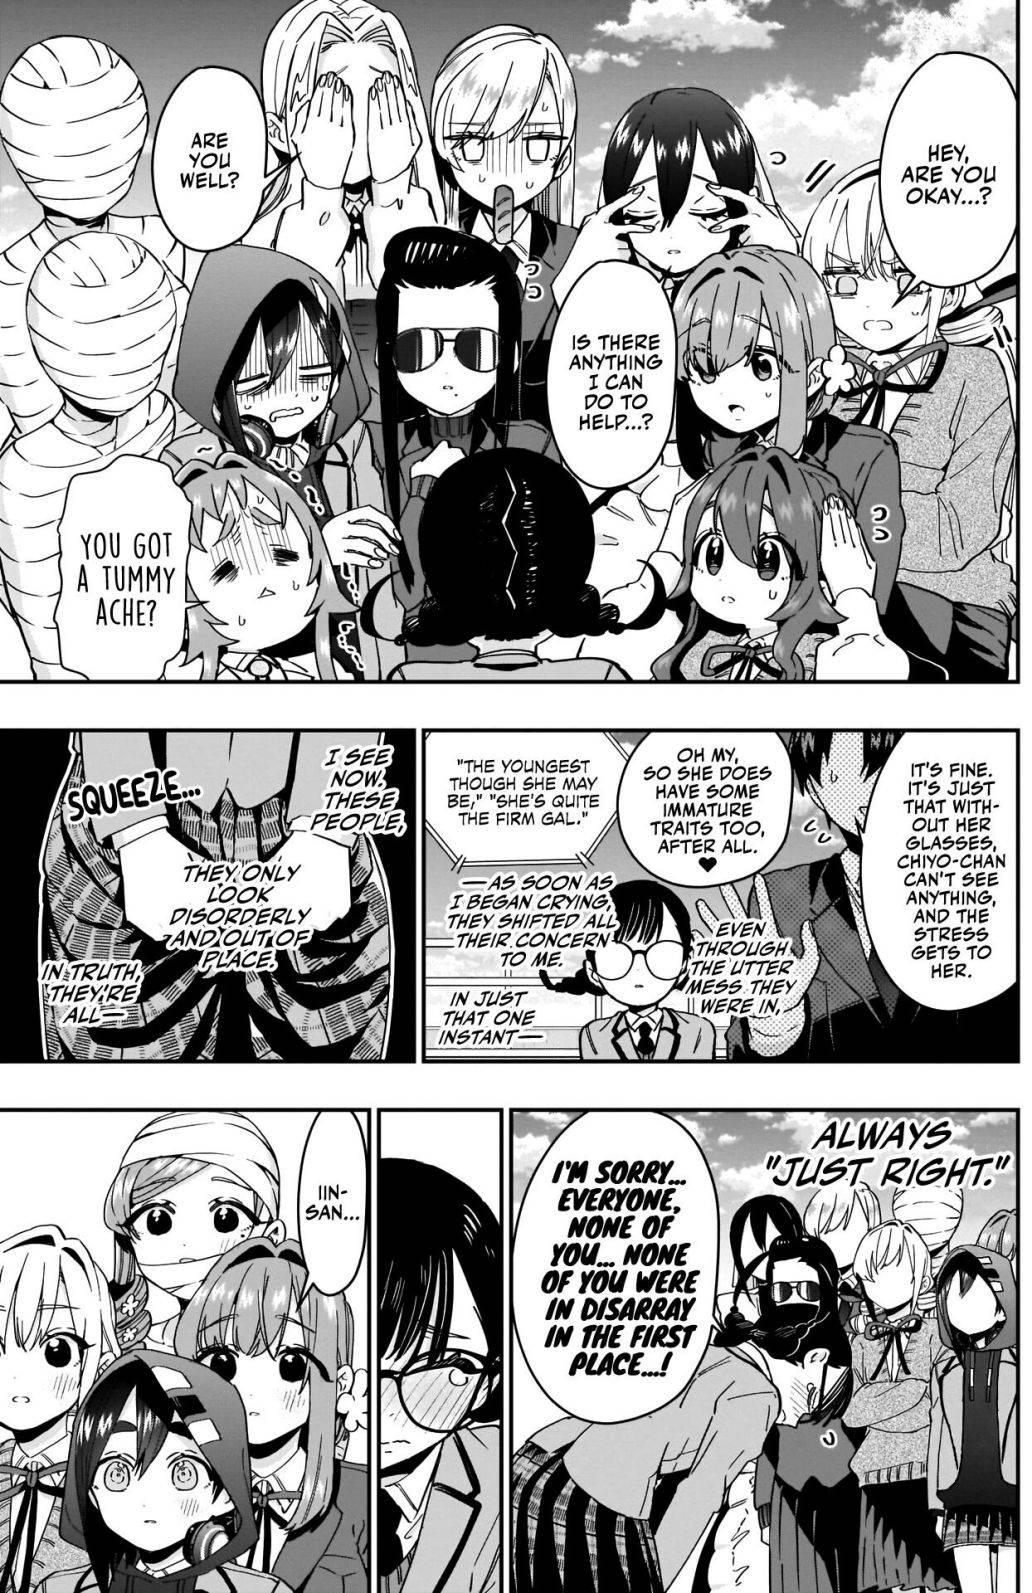 HEY,
ARE YOU
OKAY...?
ARE
YOU
WELL?
IS THERE
ANYTHING
I CAN
DO TO
HELP...?
YOU GOT
A TUMMY
ACHE?
IT'S FINE.
IT'S JUST
THAT WITH-
OUT HER
GLASSES,
CHIYO-CHAN
CAN'T SEE
ANYTHING,
AND THE
STRESS
GETS TO
HER.
OH MY,
SO SHE DOES
HAVE SOME
IMMATURE
TRAITS TOO,
AFTER ALL.
♥
EVEN
THROUGH
THE UTTER
MESS THEY
WERE IN,
"THE YOUNGEST
THOUGH SHE MAY
BE," "SHE'S QUITE
THE FIRM GAL."
—AS SOON AS
I BEGAN CRYING,
THEY SHIFTED ALL
THEIR CONCERN
TO ME.
IN JUST
THAT ONE
INSTANT—
I SEE
NOW.
THESE
PEOPLE,
SQUEEZE...
THEY ONLY
LOOK
DISORDERLY
AND OUT OF
PLACE.
IN TRUTH,
THEY'RE
ALL—
ALWAYS
"JUST RIGHT."
I'M SORRY...
EVERYONE,
NONE OF
YOU... NONE
OF YOU WERE
IN DISARRAY
IN THE FIRST
PLACE...!
IIN-
SAN...